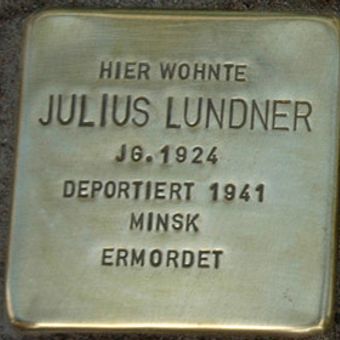 HIER WOHNTE
JULIUS LUNDNER
JG. 1924
DEPORTIERT 1941
MINSK
ERMORDET